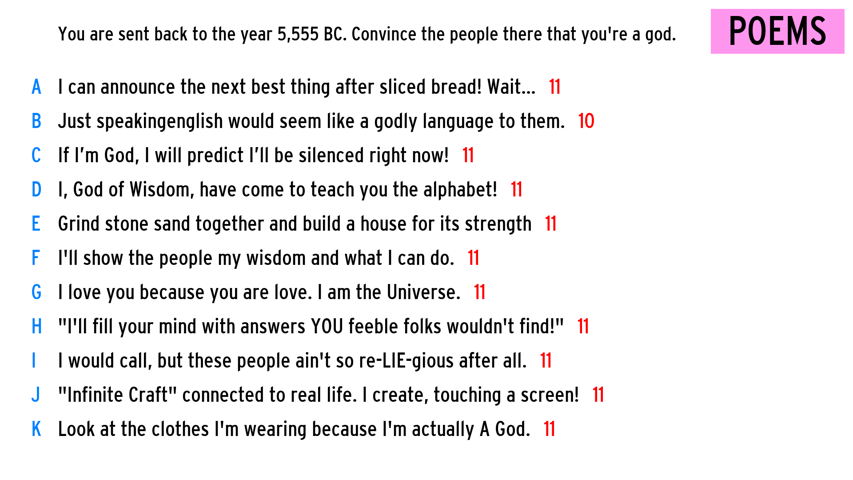 You are sent back to the year 5,555 BC. Convince the people there that you're a god.
POEMS
A I can announce the next best thing after sliced bread! Wait... 11
B Just speakingenglish would seem like a godly language to them. 10
C If I’m God, I will predict I’ll be silenced right now! 11
D I, God of Wisdom, have come to teach you the alphabet! 11
E Grind stone sand together and build a house for its strength 11
F I'll show the people my wisdom and what I can do. 11
G I love you because you are love. I am the Universe. 11
H "I'll fill your mind with answers YOU feeble folks wouldn't find!" 11
I I would call, but these people ain't so re-LIE-gious after all. 11
J "Infinite Craft" connected to real life. I create, touching a screen! 11
K Look at the clothes I'm wearing because I'm actually A God. 11